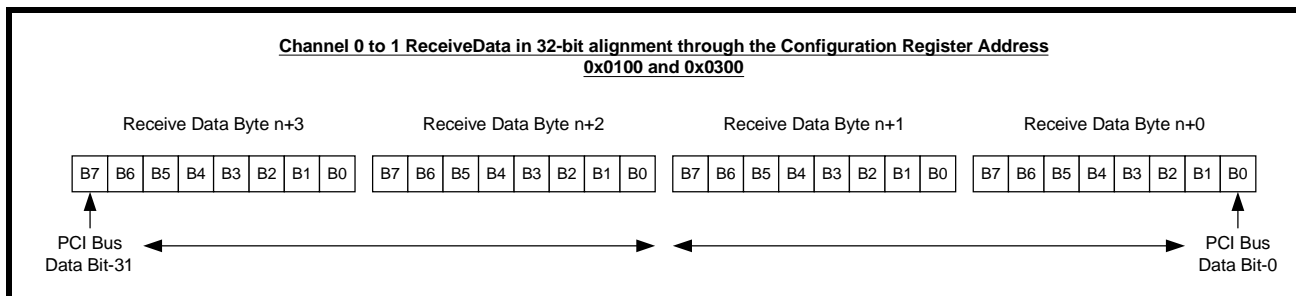 Channel 0 to 1 ReceiveData in 32-bit alignment through the Configuration Register Address
0x0100 and 0x0300
Receive Data Byte n+3 Receive Data Byte n+2 Receive Data Byte n+1 Receive Data Byte n+0
B7 B6 B5 B4 B3 B2 B1 B0 B7 B6 B5 B4 B3 B2 B1 B0 B7 B6 B5 B4 B3 B2 B1 B0 B7 B6 B5 B4 B3 B2 B1 B0
PCI Bus PCI Bus
Data Bit-31 Data Bit-0